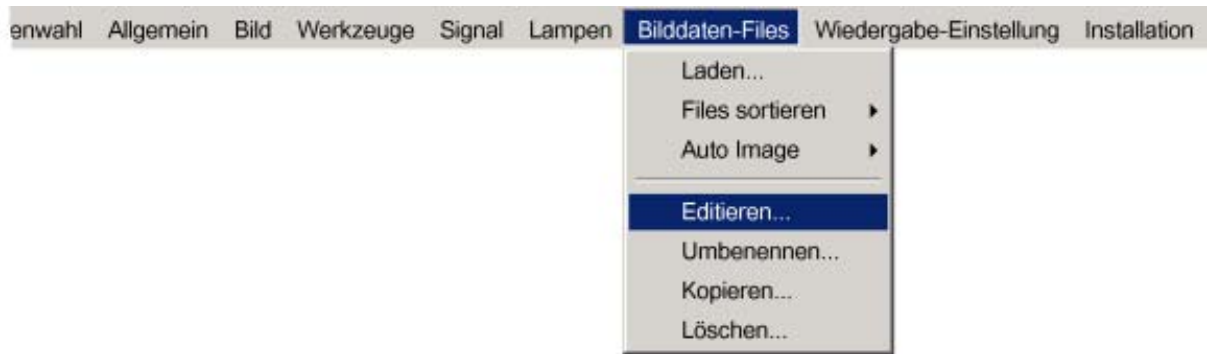 enwahl Allgemein Bild Werkzeuge Signal Lampen Bilddaten-Files Wiedergabe-Einstellung Installation
Laden...
Files sortieren
Auto Image
Editieren...
Umbenennen...
Kopieren...
Löschen...